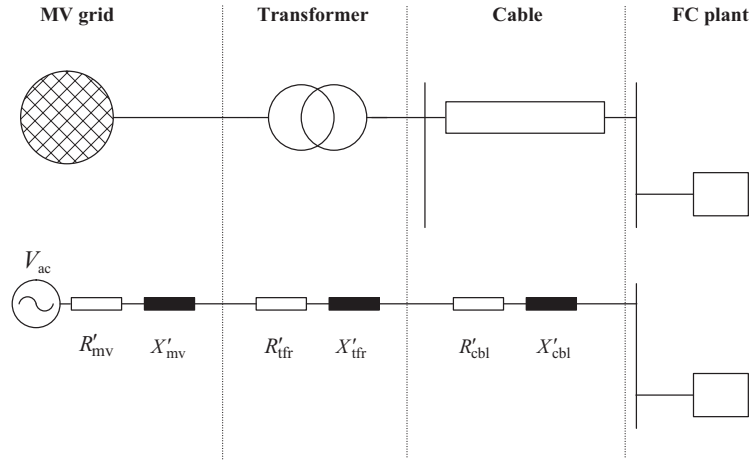 MV grid Transformer Cable FC plant
V_ac
R′_mv X′_mv R′_tfr X′_tfr R′_cbl X′_cbl